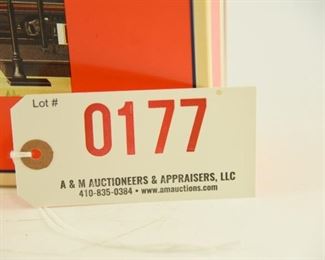 Lot #
0177
A & M AUCTIONEERS & APPRAISERS, LLC
410-835-0384 • www.amauctions.com